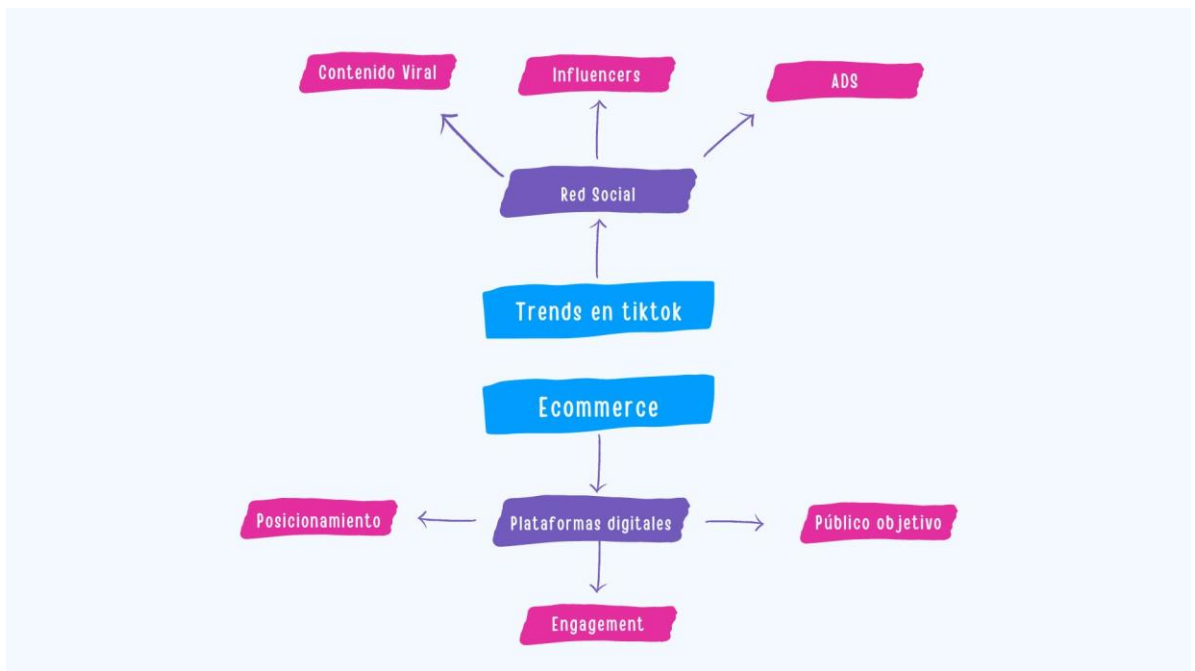 Contenido Viral
Influencers
ADS
Red Social
Trends en tiktok
Ecommerce
Posicionamiento
Plataformas digitales
Público objetivo
Engagement